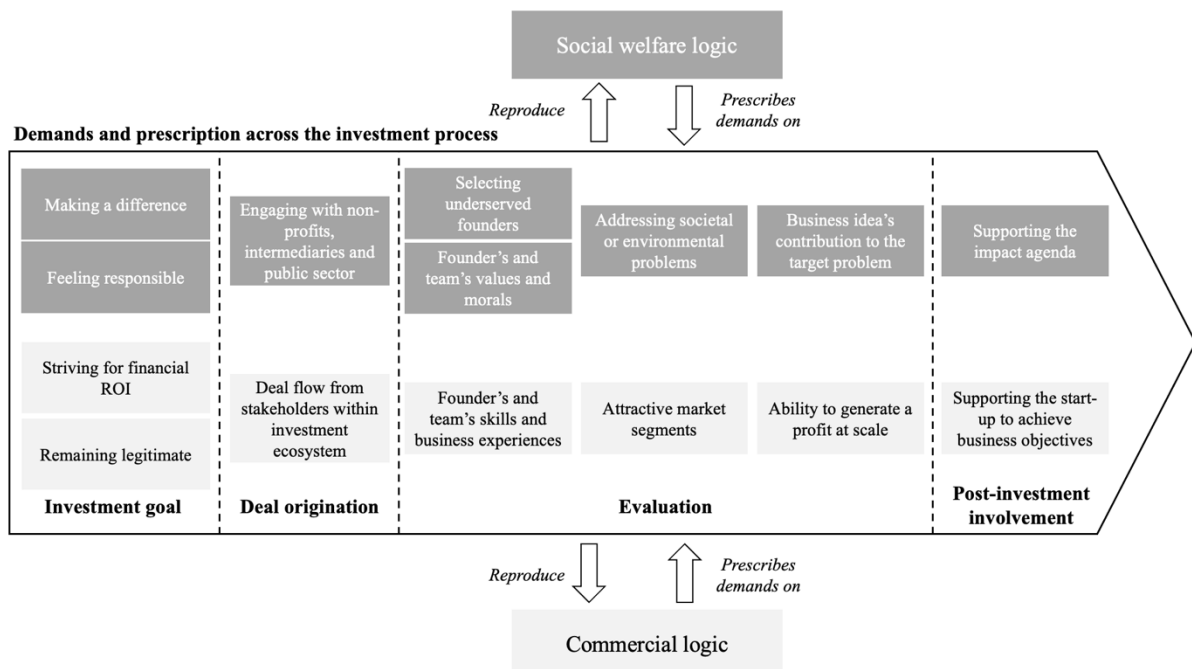 Social welfare logic
Reproduce
Prescribes
demands on
Demands and prescription across the investment process
Making a difference
Feeling responsible
Striving for financial
ROI
Remaining legitimate
Investment goal
Engaging with non-
profits,
intermediaries and
public sector
Deal flow from
stakeholders within
investment
ecosystem
Deal origination
Selecting
underserved
founders
Founder’s and
team’s values and
morals
Addressing societal
or environmental
problems
Business idea’s
contribution to the
target problem
Founder’s and
team’s skills and
business experiences
Attractive market
segments
Ability to generate a
profit at scale
Evaluation
Supporting the
impact agenda
Supporting the start-
up to achieve
business objectives
Post-investment
involvement
Reproduce
Prescribes
demands on
Commercial logic